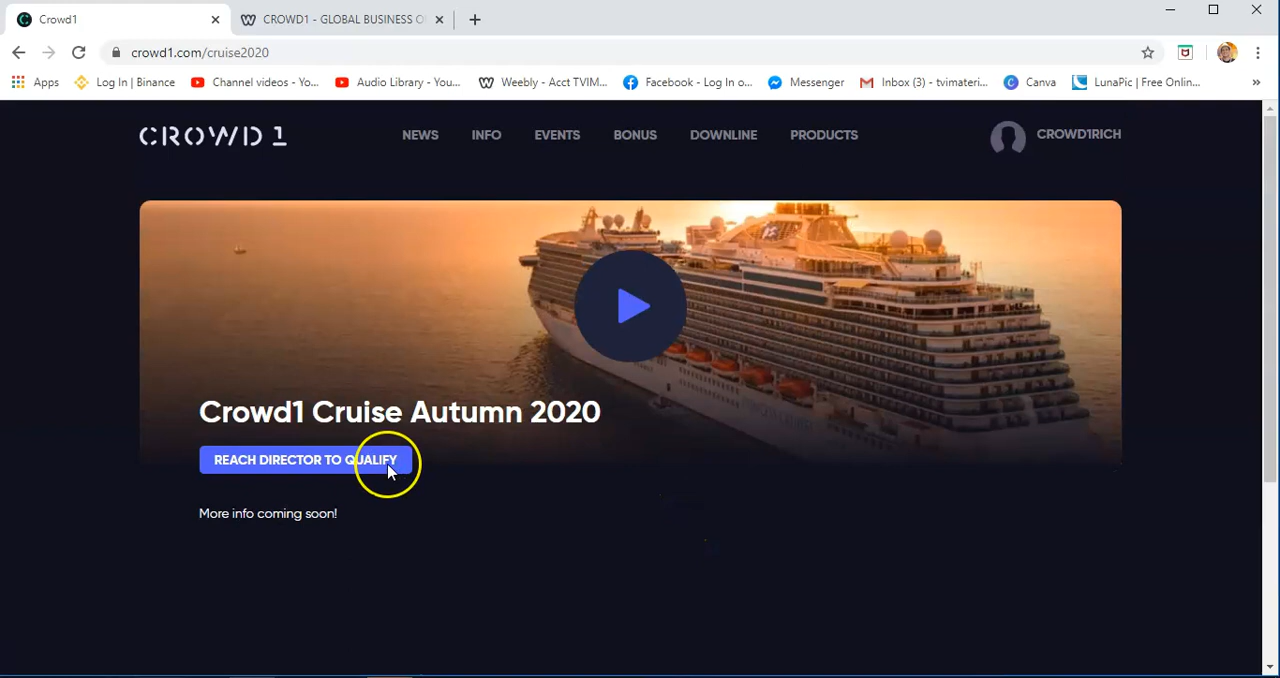 Crowd1
CROWD1 - GLOBAL BUSINESS O
crowd1.com/cruise2020
Apps
Log In | Binance
Channel videos - Yo...
Audio Library - You...
Weebly - Acct TVIM...
Facebook - Log In o...
Messenger
Inbox (3) - tvimateri...
Canva
LunaPic | Free Onlin...
»
CROWD 1
NEWS
INFO
EVENTS
BONUS
DOWNLINE
PRODUCTS
CROWD1RICH
Crowd1 Cruise Autumn 2020
REACH DIRECTOR TO QUALIFY
More info coming soon!